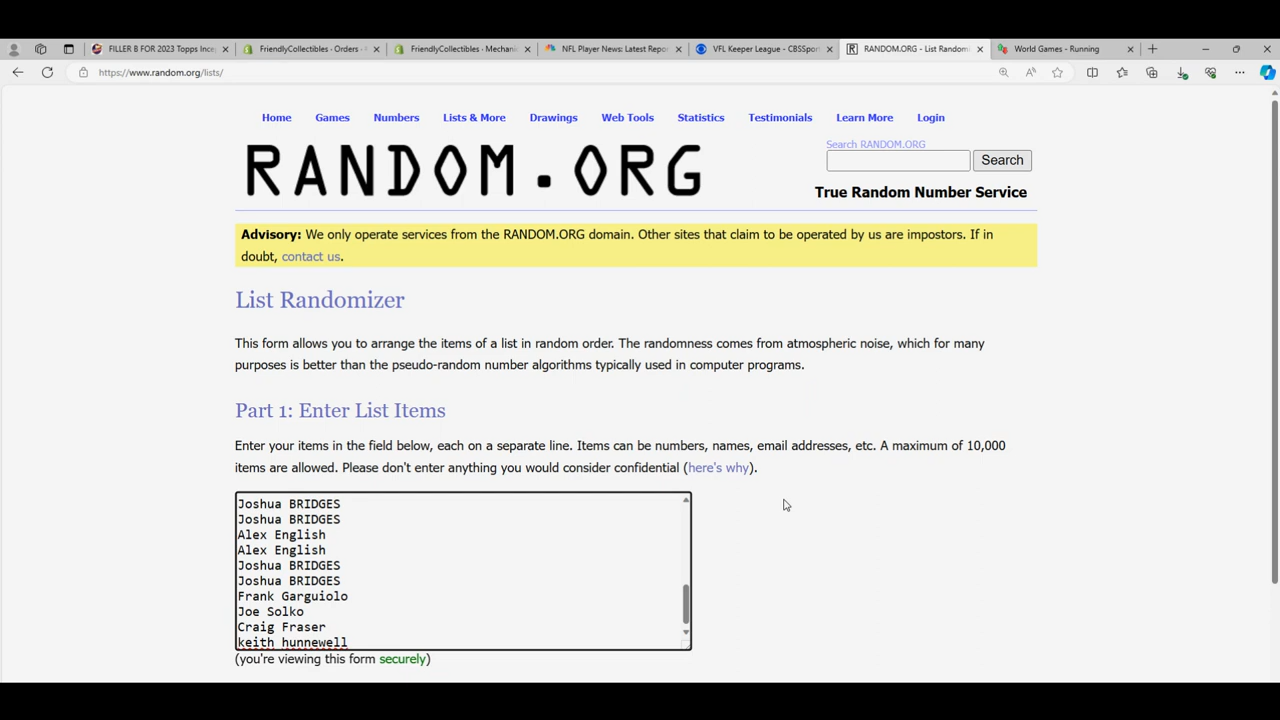 FILLER B FOR 2023 Topps Ince
FriendlyCollectibles - Orders -
FriendlyCollectibles - Mechani
NFL Player News: Latest Repor
VFL Keeper League - CBSSport
RANDOM.ORG - List Random
World Games - Running
https://www.random.org/lists/
Home Games Numbers Lists & More Drawings Web Tools Statistics Testimonials Learn More Login
RANDOM.ORG
Search RANDOM.ORG
Search
True Random Number Service
Advisory: We only operate services from the RANDOM.ORG domain. Other sites that claim to be operated by us are impostors. If in
doubt, contact us.
List Randomizer
This form allows you to arrange the items of a list in random order. The randomness comes from atmospheric noise, which for many
purposes is better than the pseudo-random number algorithms typically used in computer programs.
Part 1: Enter List Items
Enter your items in the field below, each on a separate line. Items can be numbers, names, email addresses, etc. A maximum of 10,000
items are allowed. Please don't enter anything you would consider confidential (here's why).
Joshua BRIDGES
Joshua BRIDGES
Alex English
Alex English
Joshua BRIDGES
Joshua BRIDGES
Frank Garguiolo
Joe Solko
Craig Fraser
keith hunnewell
(you're viewing this form securely)